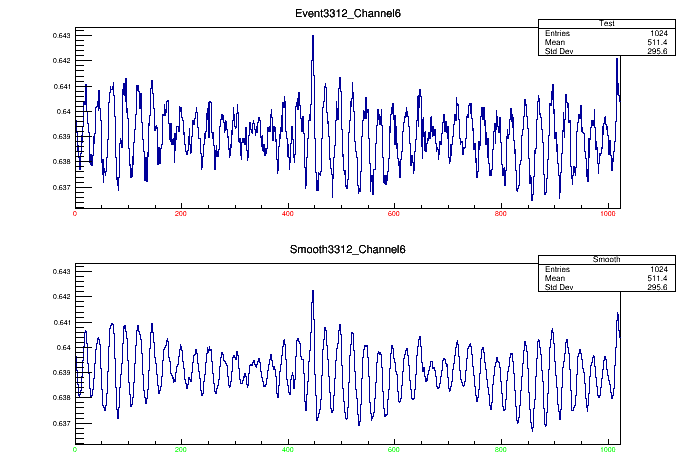 Event3312_Channel6
Test
Entries 1024
Mean 511.4
Std Dev 295.6
0.643
0.642
0.641
0.64
0.639
0.638
0.637
0 200 400 600 800 1000
Smooth3312_Channel6
Smooth
Entries 1024
Mean 511.4
Std Dev 295.6
0.643
0.642
0.641
0.64
0.639
0.638
0.637
0 200 400 600 800 1000